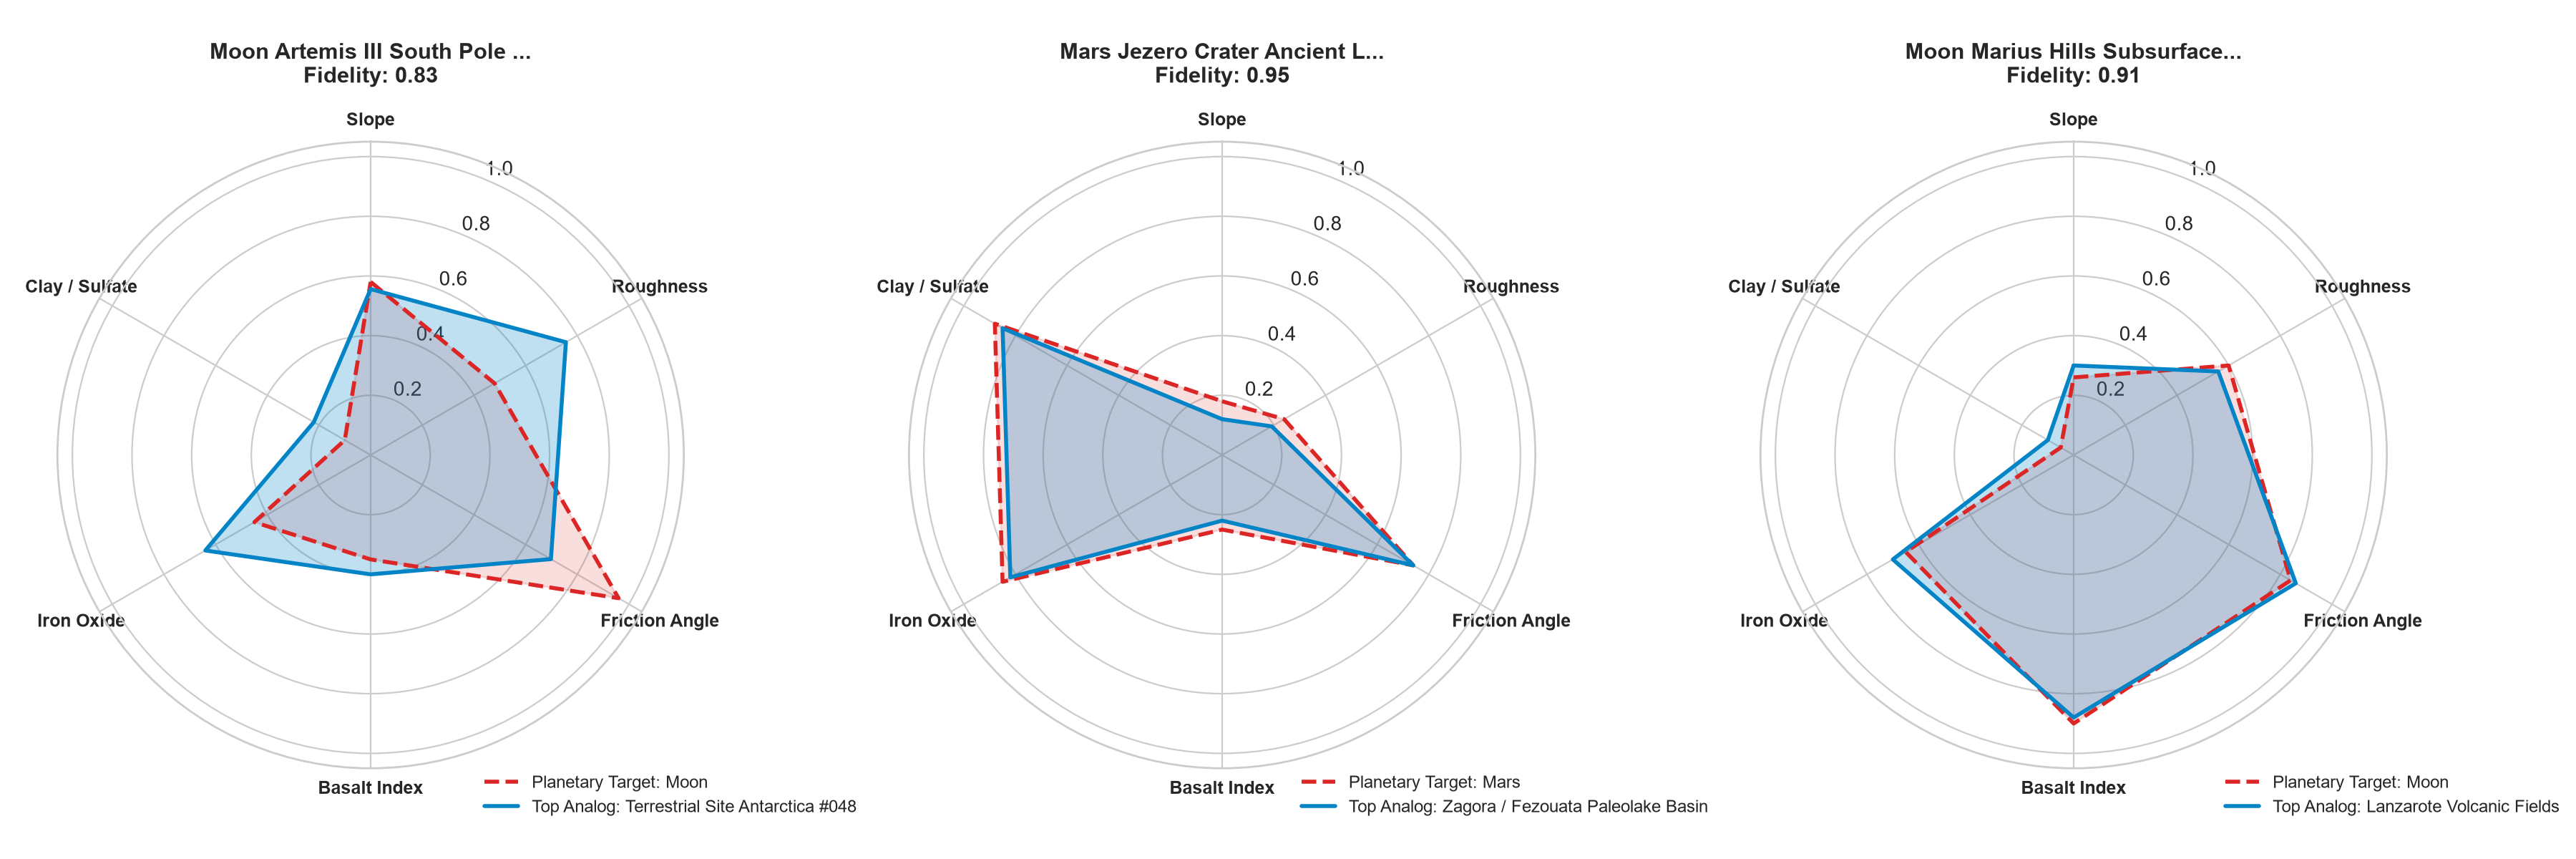 Moon Artemis III South Pole ...
Fidelity: 0.83
Slope
1.0
0.8
0.6
0.4
0.2
Clay / Sulfate
Roughness
Iron Oxide
Friction Angle
Basalt Index
Planetary Target: Moon
Top Analog: Terrestrial Site Antarctica #048
Mars Jezero Crater Ancient L...
Fidelity: 0.95
Slope
1.0
0.8
0.6
0.4
0.2
Clay / Sulfate
Roughness
Iron Oxide
Friction Angle
Basalt Index
Planetary Target: Mars
Top Analog: Zagora / Fezouata Paleolake Basin
Moon Marius Hills Subsurface...
Fidelity: 0.91
Slope
1.0
0.8
0.6
0.4
0.2
Clay / Sulfate
Roughness
Iron Oxide
Friction Angle
Basalt Index
Planetary Target: Moon
Top Analog: Lanzarote Volcanic Fields